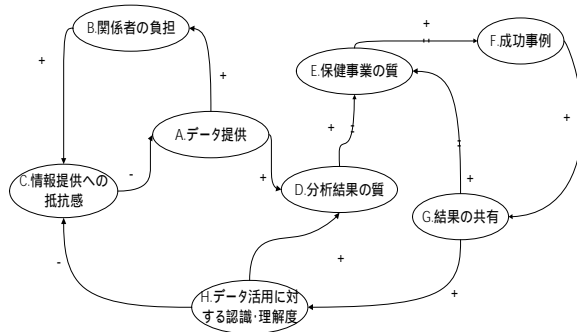 B.関係者の負担
+
+
+
F.成功事例
E.保健事業の質
A.データ提供
+
+
-
+
C.情報提供への
抵抗感
D.分析結果の質
+
G.結果の共有
-
+
+
H.データ活用に対
する認識・理解度